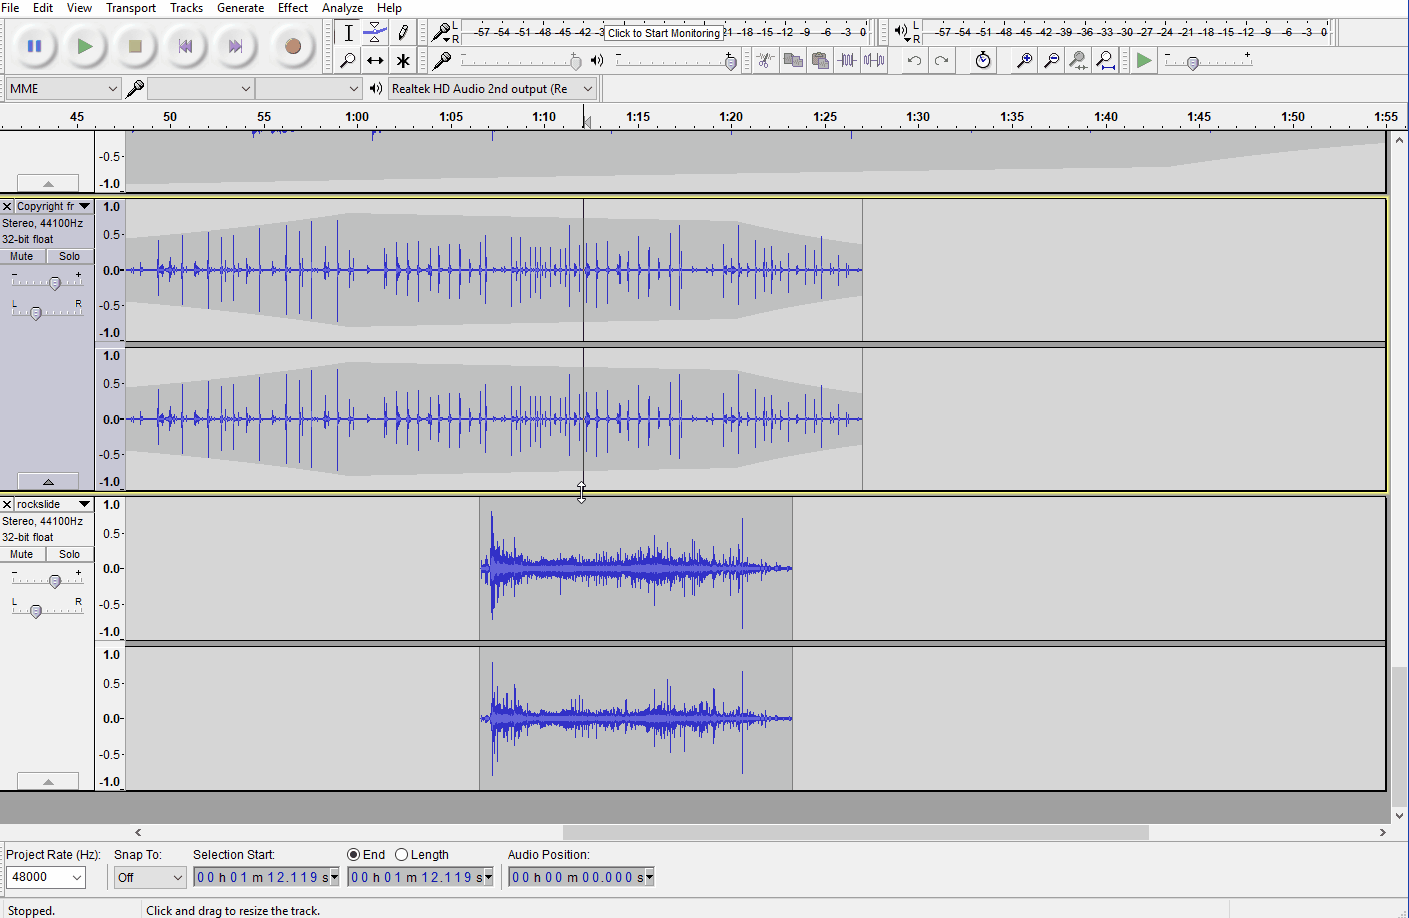 File Edit View Transport Tracks Generate Effect Analyze Help
L R -57 -54 -51 -48 -45 -42 -3 Click to Start Monitoring 21 -18 -15 -12 -9 -6 -3 0
L R -57 -54 -51 -48 -45 -42 -39 -36 -33 -30 -27 -24 -21 -18 -15 -12 -9 -6 -3 0
MME Realtek HD Audio 2nd output (Re
45 50 55 1:00 1:05 1:10 1:15 1:20 1:25 1:30 1:35 1:40 1:45 1:50 1:55
-0.5
-1.0
Copyright fr
Stereo, 44100Hz
32-bit float
Mute Solo
- +
L R
1.0
0.5
0.0
-0.5
-1.0
1.0
0.5
0.0
-0.5
-1.0
rockslide
Stereo, 44100Hz
32-bit float
Mute Solo
- +
L R
1.0
0.5
0.0
-0.5
-1.0
1.0
0.5
0.0
-0.5
-1.0
Project Rate (Hz): Snap To: Selection Start: End Length Audio Position:
48000 Off 00 h 01 m 12.119 s 00 h 01 m 12.119 s 00 h 00 m 00.000 s
Stopped. Click and drag to resize the track.